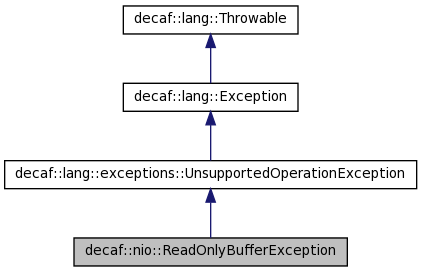 decaf::lang::Throwable
decaf::lang::Exception
decaf::lang::exceptions::UnsupportedOperationException
decaf::nio::ReadOnlyBufferException